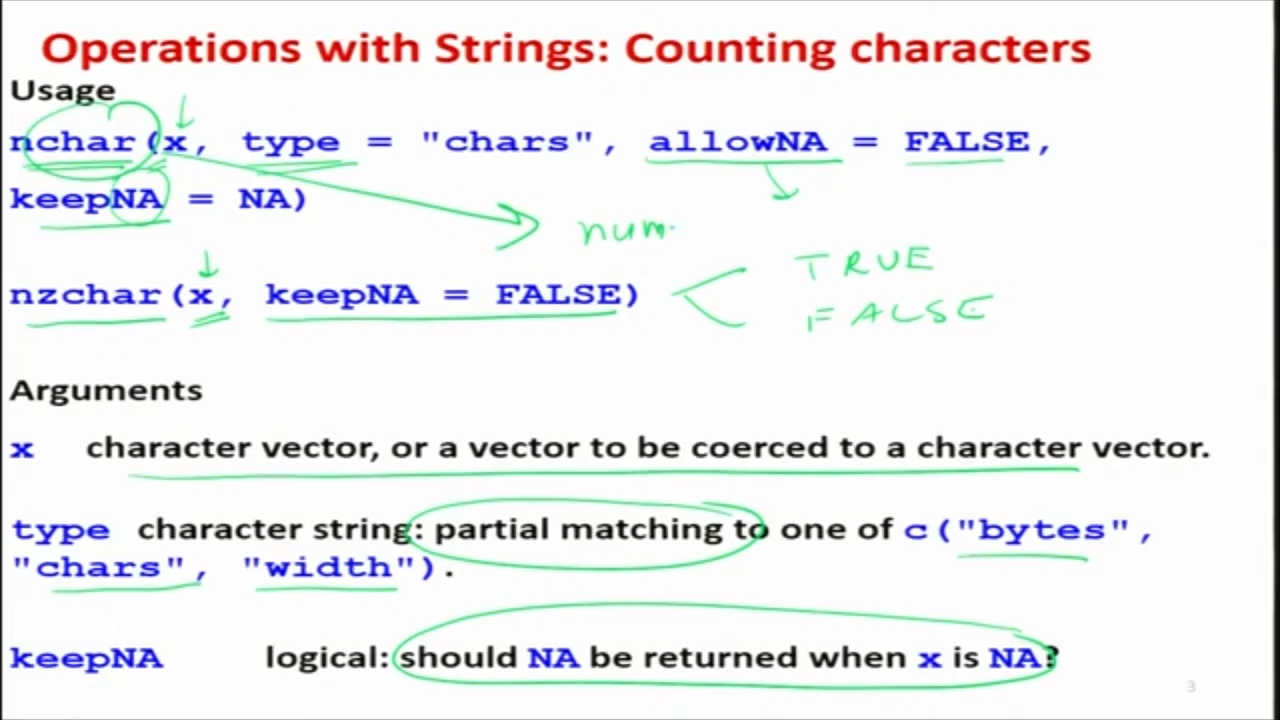 Operations with Strings: Counting characters
Usage
nchar(x, type = "chars", allowNA = FALSE,
keepNA = NA)
num.
nzchar(x, keepNA = FALSE)
TRUE
FALSE
Arguments
x character vector, or a vector to be coerced to a character vector.
type character string: partial matching to one of c("bytes",
"chars", "width").
keepNA logical: should NA be returned when x is NA?
3